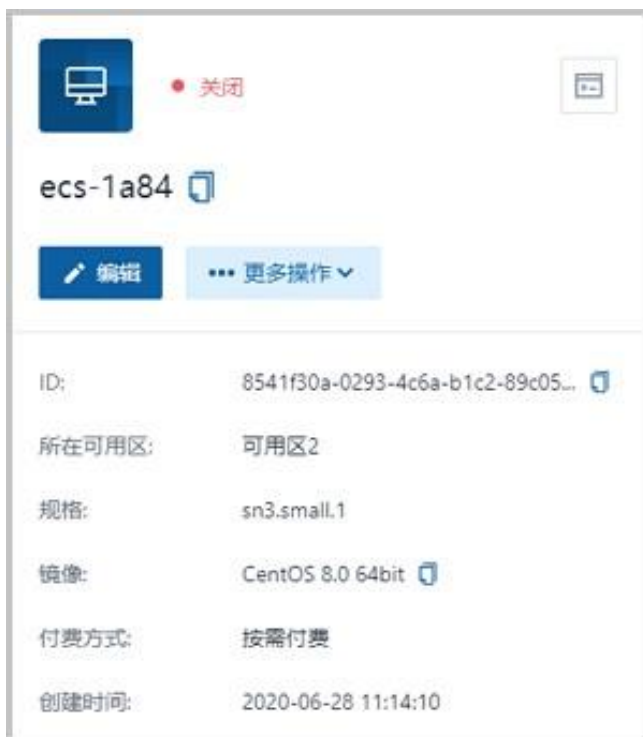 关闭
ecs-1a84
编辑
••• 更多操作
ID: 8541f30a-0293-4c6a-b1c2-89c05...
所在可用区: 可用区2
规格: sn3.small.1
镜像: CentOS 8.0 64bit
付费方式: 按需付费
创建时间: 2020-06-28 11:14:10